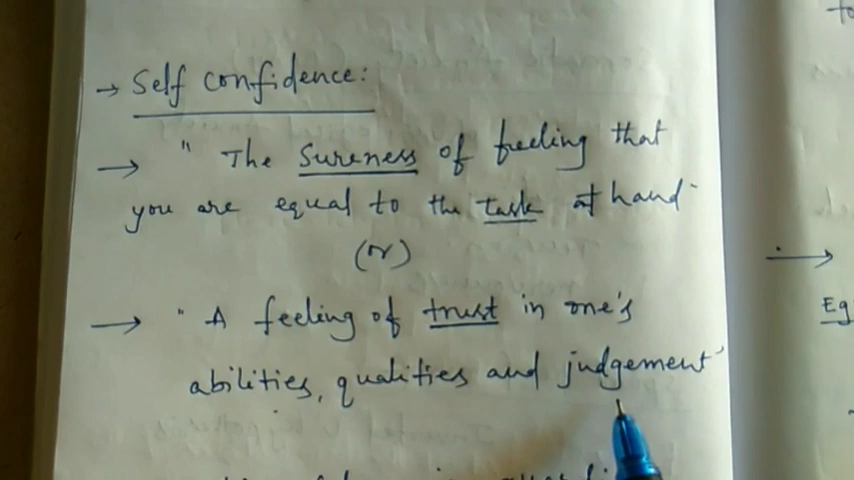 → Self confidence:
→ " The Sureness of feeling that
you are equal to the task at hand
(or)
→ " A feeling of trust in one's
abilities, qualities and judgement"
→
Eg